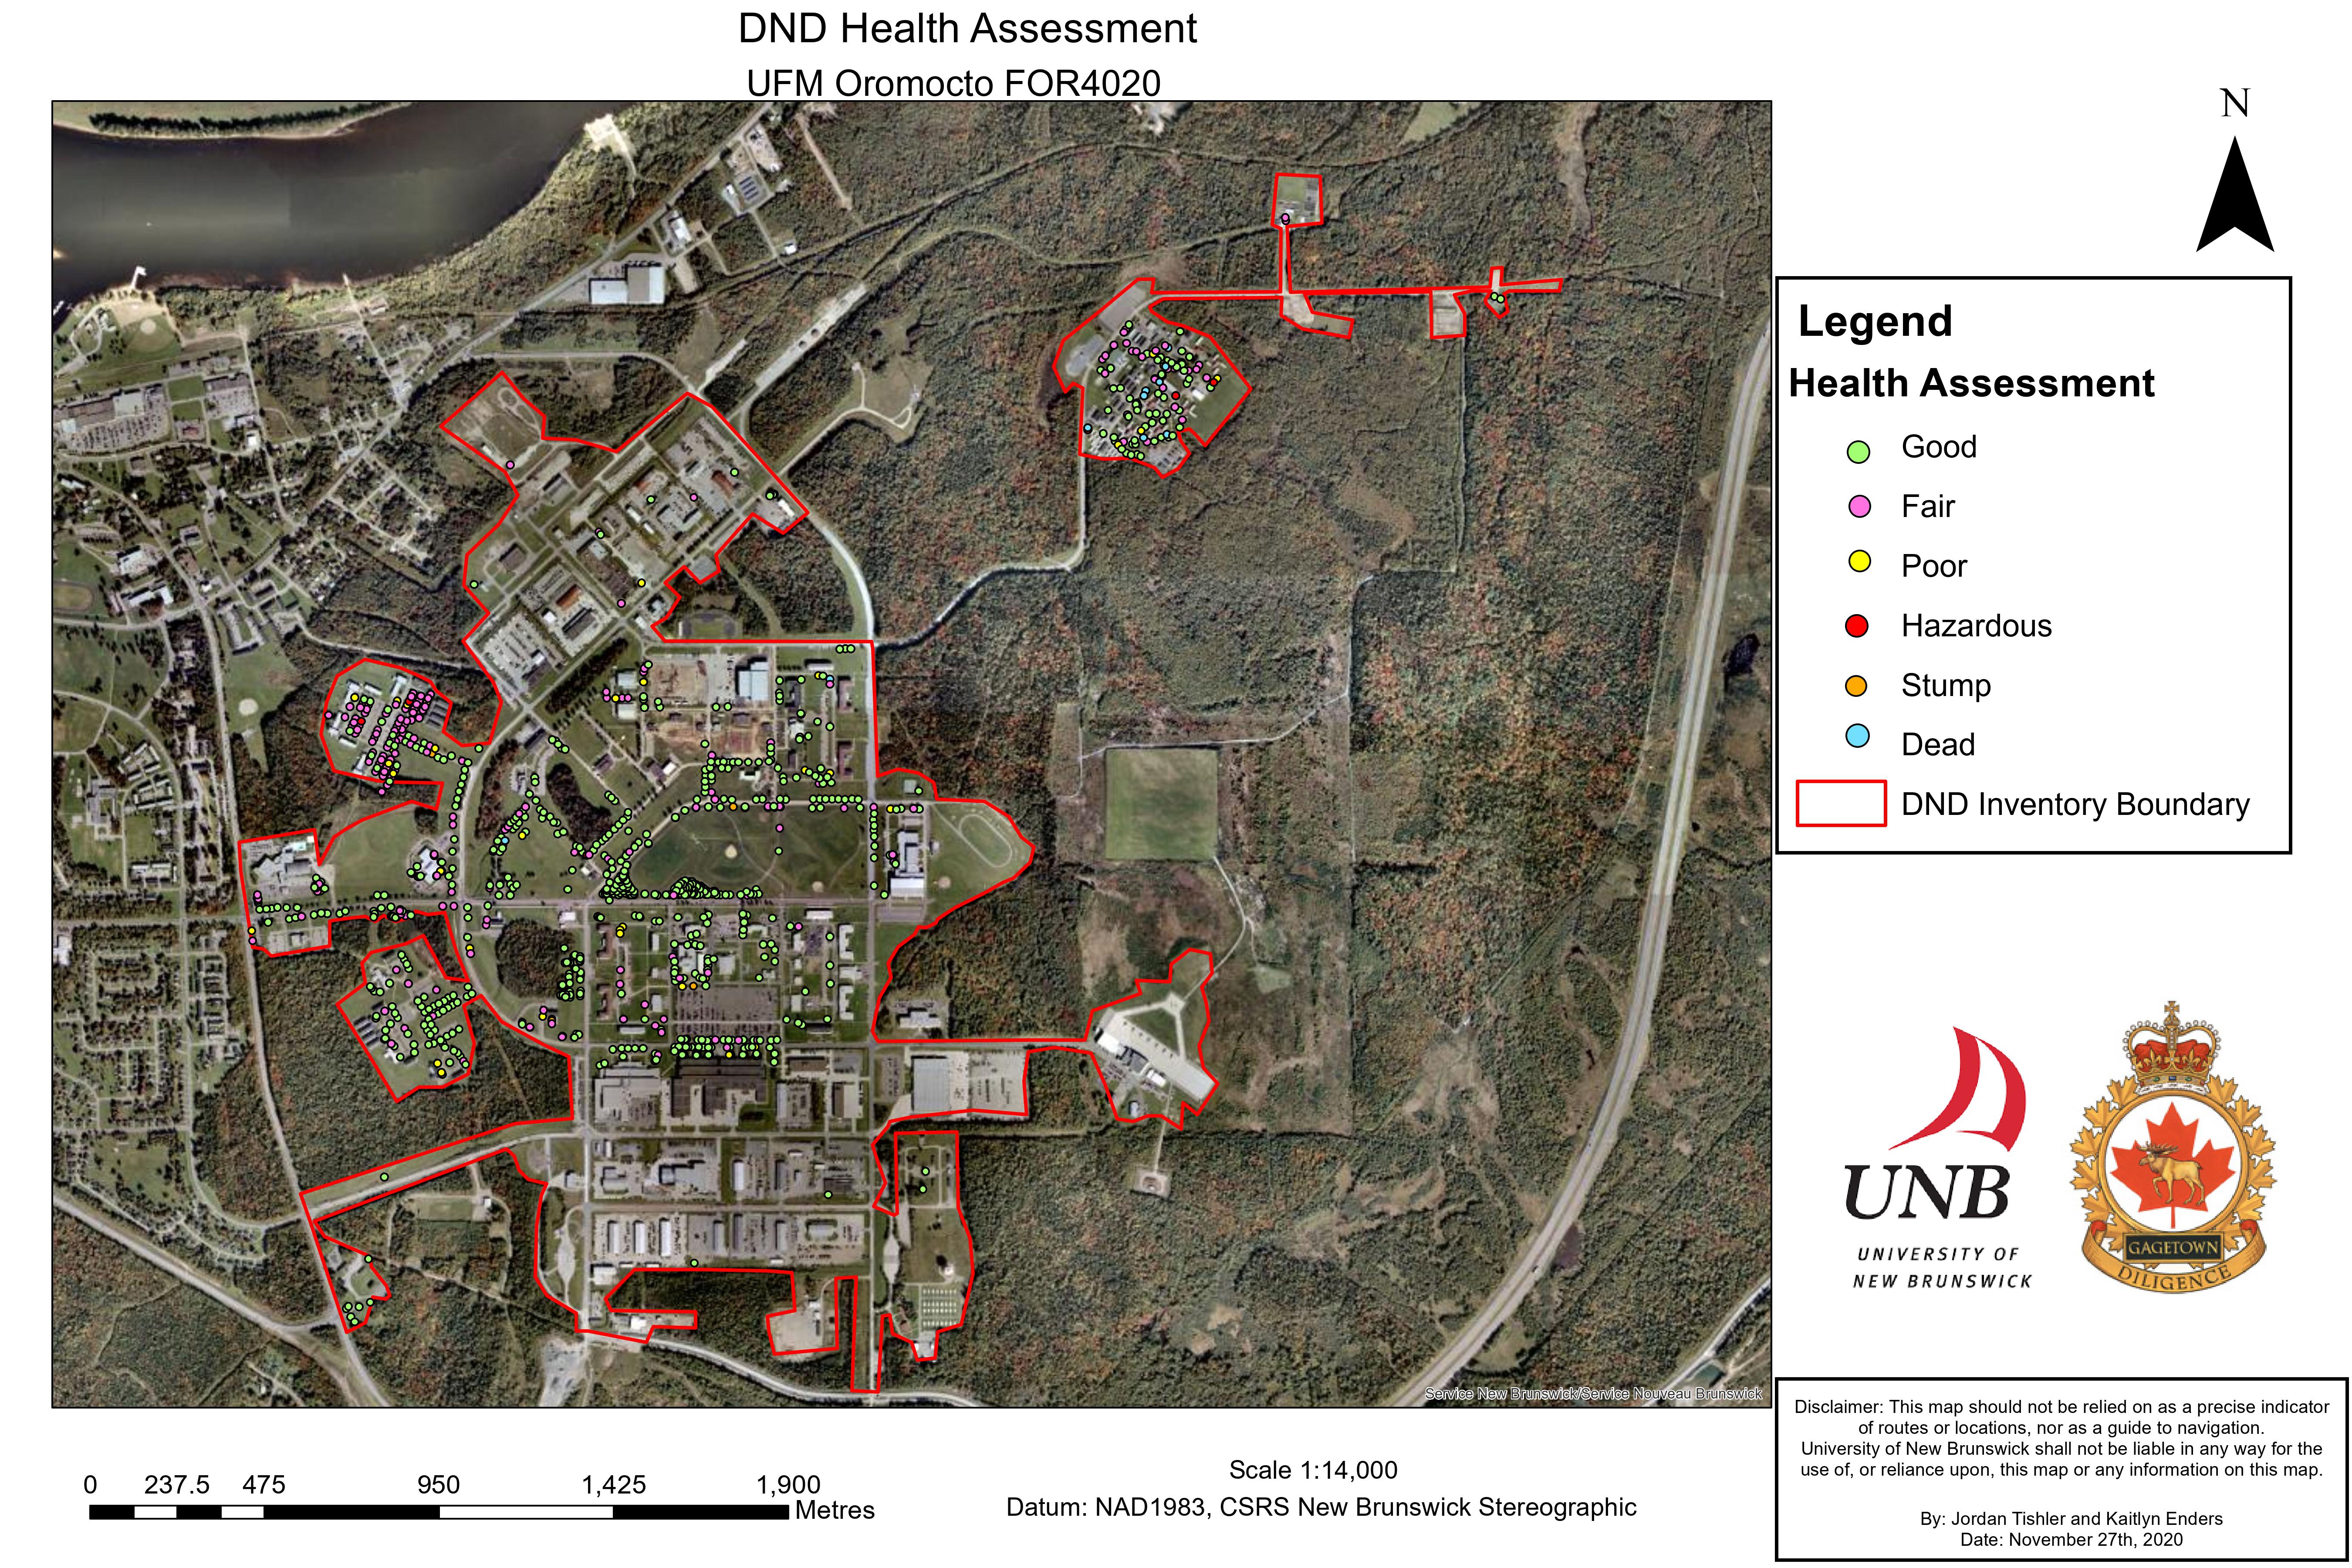 DND Health Assessment
UFM Oromocto FOR4020
N
Legend
Health Assessment
Good
Fair
Poor
Hazardous
Stump
Dead
DND Inventory Boundary
UNB
UNIVERSITY OF
NEW BRUNSWICK
GAGETOWN
DILIGENCE
Service New Brunswick/Service Nouveau Brunswick
0 237.5 475 950 1,425 1,900
Metres
Scale 1:14,000
Datum: NAD1983, CSRS New Brunswick Stereographic
Disclaimer: This map should not be relied on as a precise indicator
of routes or locations, nor as a guide to navigation.
University of New Brunswick shall not be liable in any way for the
use of, or reliance upon, this map or any information on this map.
By: Jordan Tishler and Kaitlyn Enders
Date: November 27th, 2020